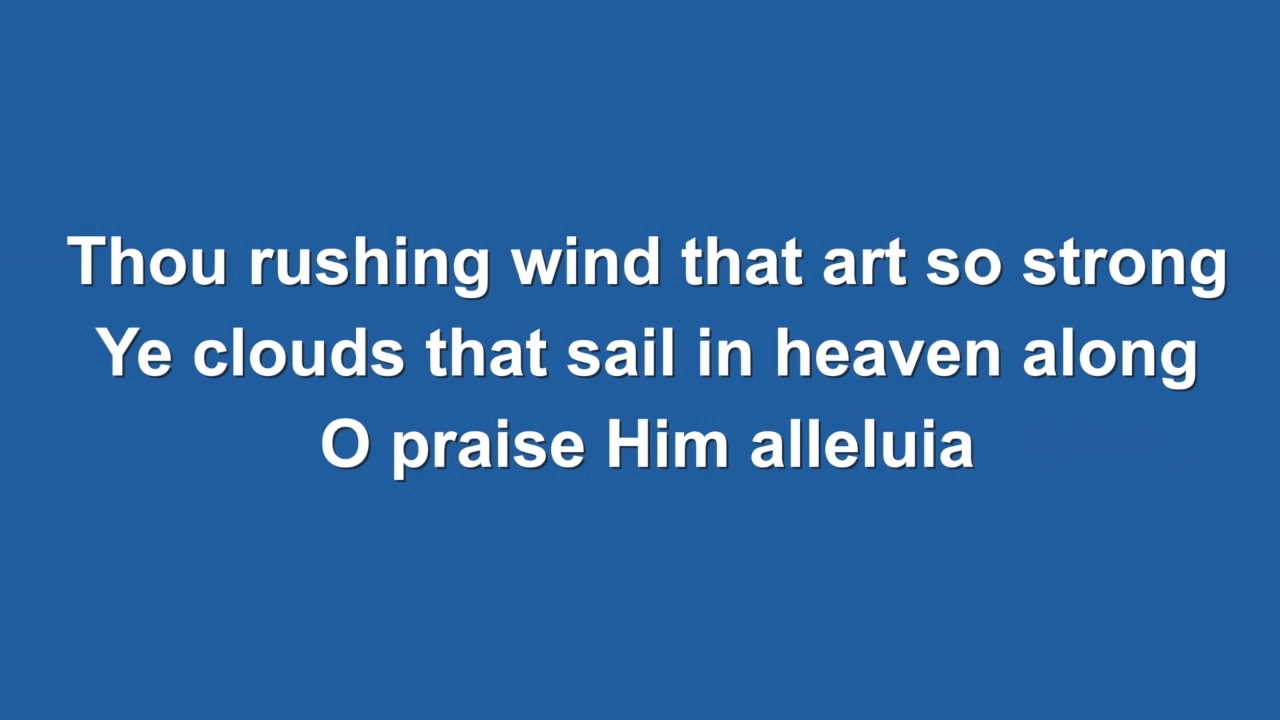 Thou rushing wind that art so strong
Ye clouds that sail in heaven along
O praise Him alleluia